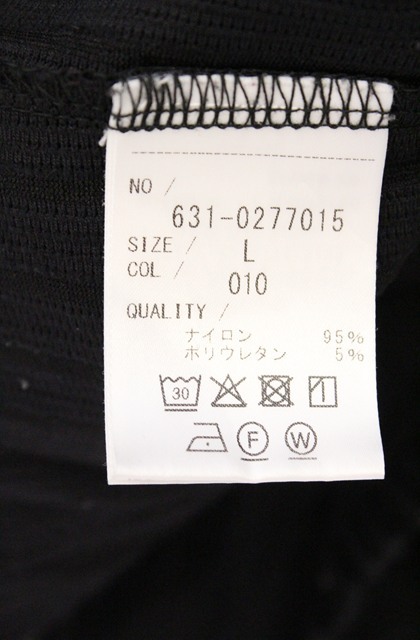 NO /
631-0277015
SIZE / L
COL / 010
QUALITY /
ナイロン 95%
ポリウレタン 5%
30
F W